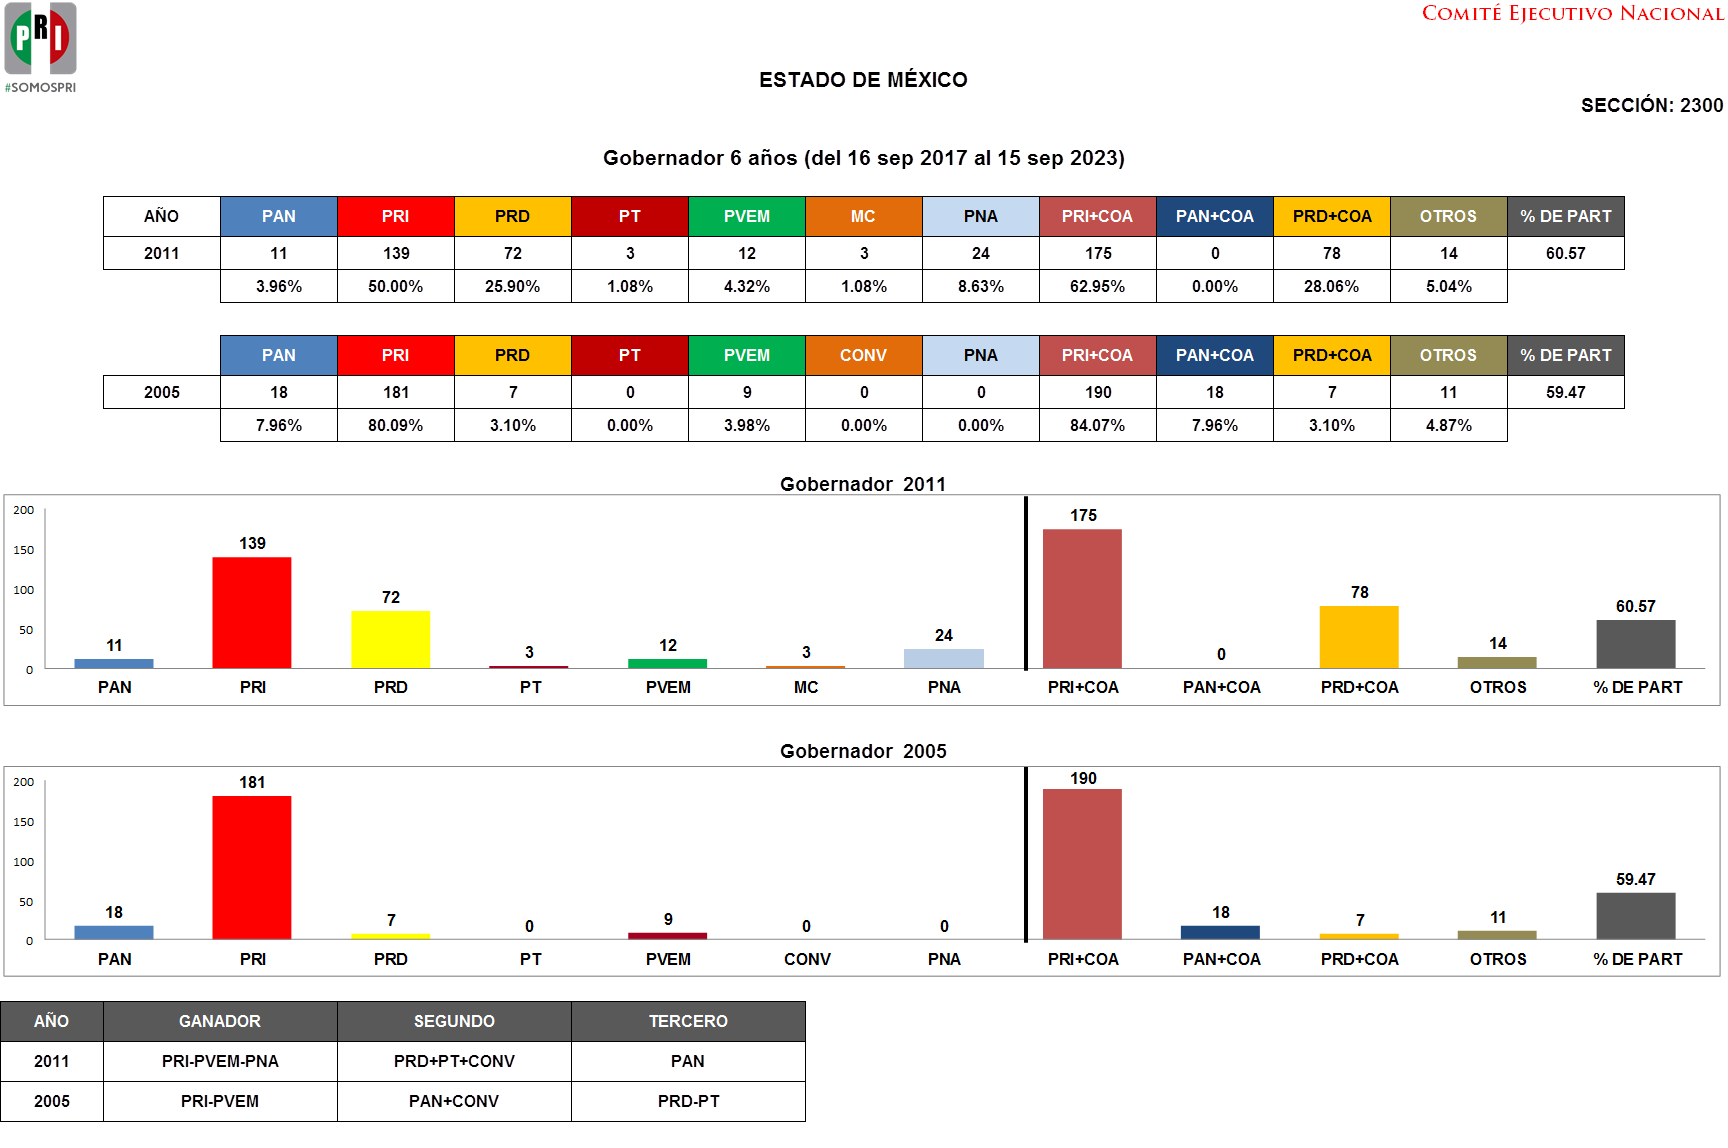 PRI
#SOMOSPRI
COMITÉ EJECUTIVO NACIONAL
ESTADO DE MÉXICO
SECCIÓN: 2300
Gobernador 6 años (del 16 sep 2017 al 15 sep 2023)
AÑO PAN PRI PRD PT PVEM MC PNA PRI+COA PAN+COA PRD+COA OTROS % DE PART
2011 11 139 72 3 12 3 24 175 0 78 14 60.57
3.96% 50.00% 25.90% 1.08% 4.32% 1.08% 8.63% 62.95% 0.00% 28.06% 5.04%
PAN PRI PRD PT PVEM CONV PNA PRI+COA PAN+COA PRD+COA OTROS % DE PART
2005 18 181 7 0 9 0 0 190 18 7 11 59.47
7.96% 80.09% 3.10% 0.00% 3.98% 0.00% 0.00% 84.07% 7.96% 3.10% 4.87%
Gobernador 2011
200
150
100
50
0
11 139 72 3 12 3 24 175 0 78 14 60.57
PAN PRI PRD PT PVEM MC PNA PRI+COA PAN+COA PRD+COA OTROS % DE PART
Gobernador 2005
200
150
100
50
0
18 181 7 0 9 0 0 190 18 7 11 59.47
PAN PRI PRD PT PVEM CONV PNA PRI+COA PAN+COA PRD+COA OTROS % DE PART
AÑO GANADOR SEGUNDO TERCERO
2011 PRI-PVEM-PNA PRD+PT+CONV PAN
2005 PRI-PVEM PAN+CONV PRD-PT